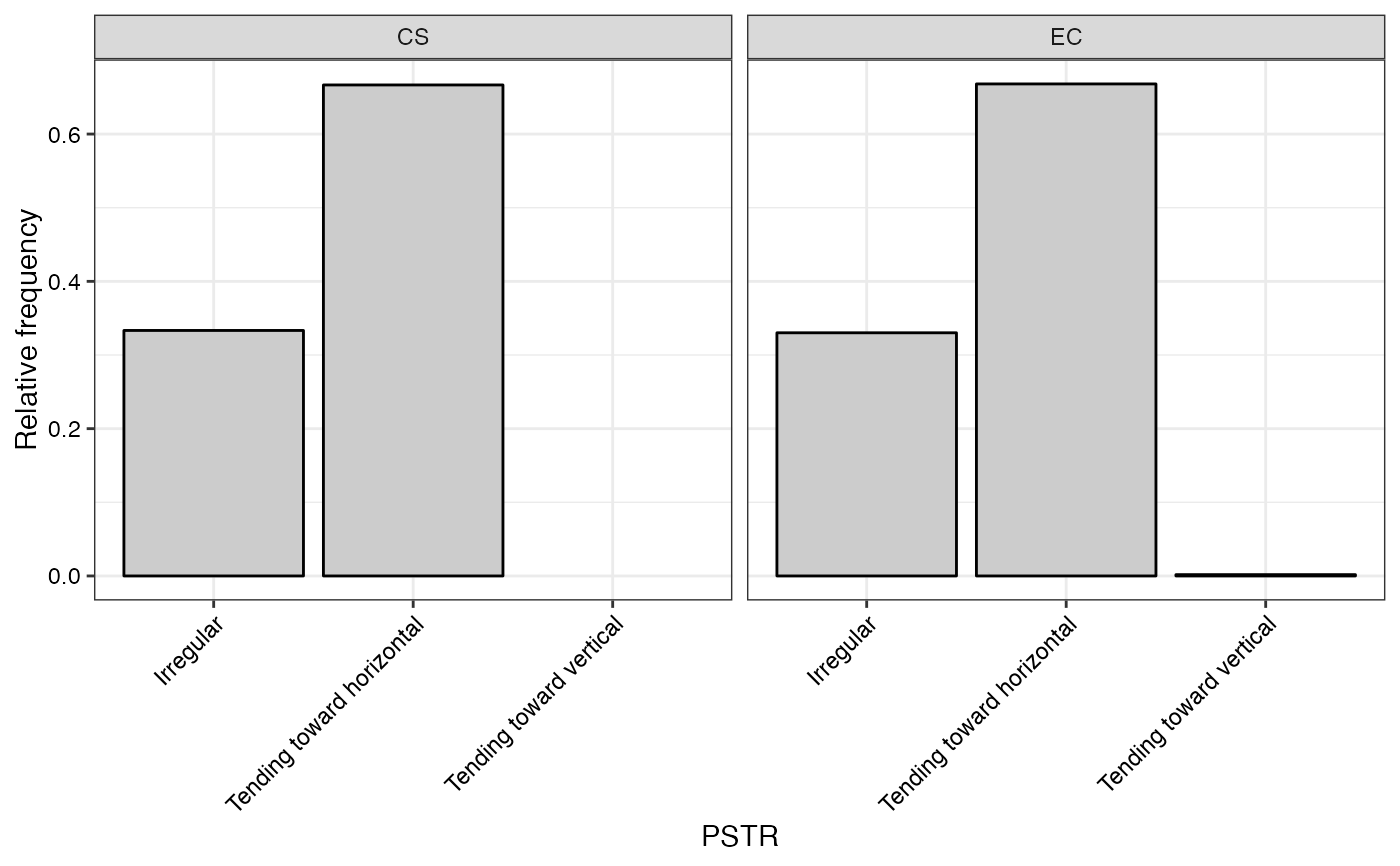 CS
EC
Relative frequency
0.6
0.4
0.2
0.0
Irregular
Tending toward horizontal
Tending toward vertical
Irregular
Tending toward horizontal
Tending toward vertical
PSTR